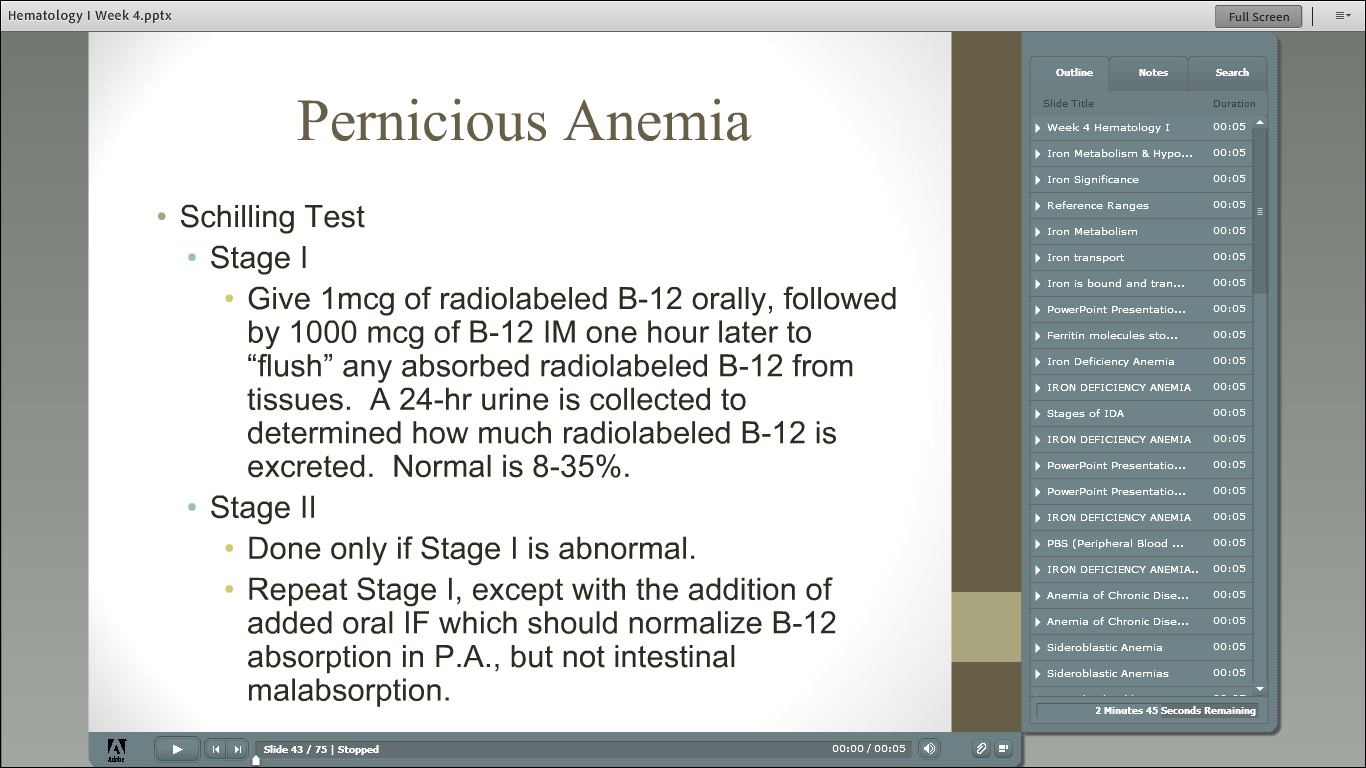 Hematology I Week 4.pptx
Full Screen
Pernicious Anemia
• Schilling Test
• Stage I
• Give 1mcg of radiolabeled B-12 orally, followed
by 1000 mcg of B-12 IM one hour later to
“flush” any absorbed radiolabeled B-12 from
tissues.  A 24-hr urine is collected to
determined how much radiolabeled B-12 is
excreted.  Normal is 8-35%.
• Stage II
• Done only if Stage I is abnormal.
• Repeat Stage I, except with the addition of
added oral IF which should normalize B-12
absorption in P.A., but not intestinal
malabsorption.
Outline Notes Search
Slide Title Duration
Week 4 Hematology I 00:05
Iron Metabolism & Hypo... 00:05
Iron Significance 00:05
Reference Ranges 00:05
Iron Metabolism 00:05
Iron transport 00:05
Iron is bound and tran... 00:05
PowerPoint Presentatio... 00:05
Ferritin molecules sto... 00:05
Iron Deficiency Anemia 00:05
IRON DEFICIENCY ANEMIA 00:05
Stages of IDA 00:05
IRON DEFICIENCY ANEMIA 00:05
PowerPoint Presentatio... 00:05
PowerPoint Presentatio... 00:05
IRON DEFICIENCY ANEMIA 00:05
PBS (Peripheral Blood ... 00:05
IRON DEFICIENCY ANEMIA.. 00:05
Anemia of Chronic Dise... 00:05
Anemia of Chronic Dise... 00:05
Sideroblastic Anemia 00:05
Sideroblastic Anemias 00:05
2 Minutes 45 Seconds Remaining
Adobe
Slide 43 / 75 | Stopped
00:00 / 00:05